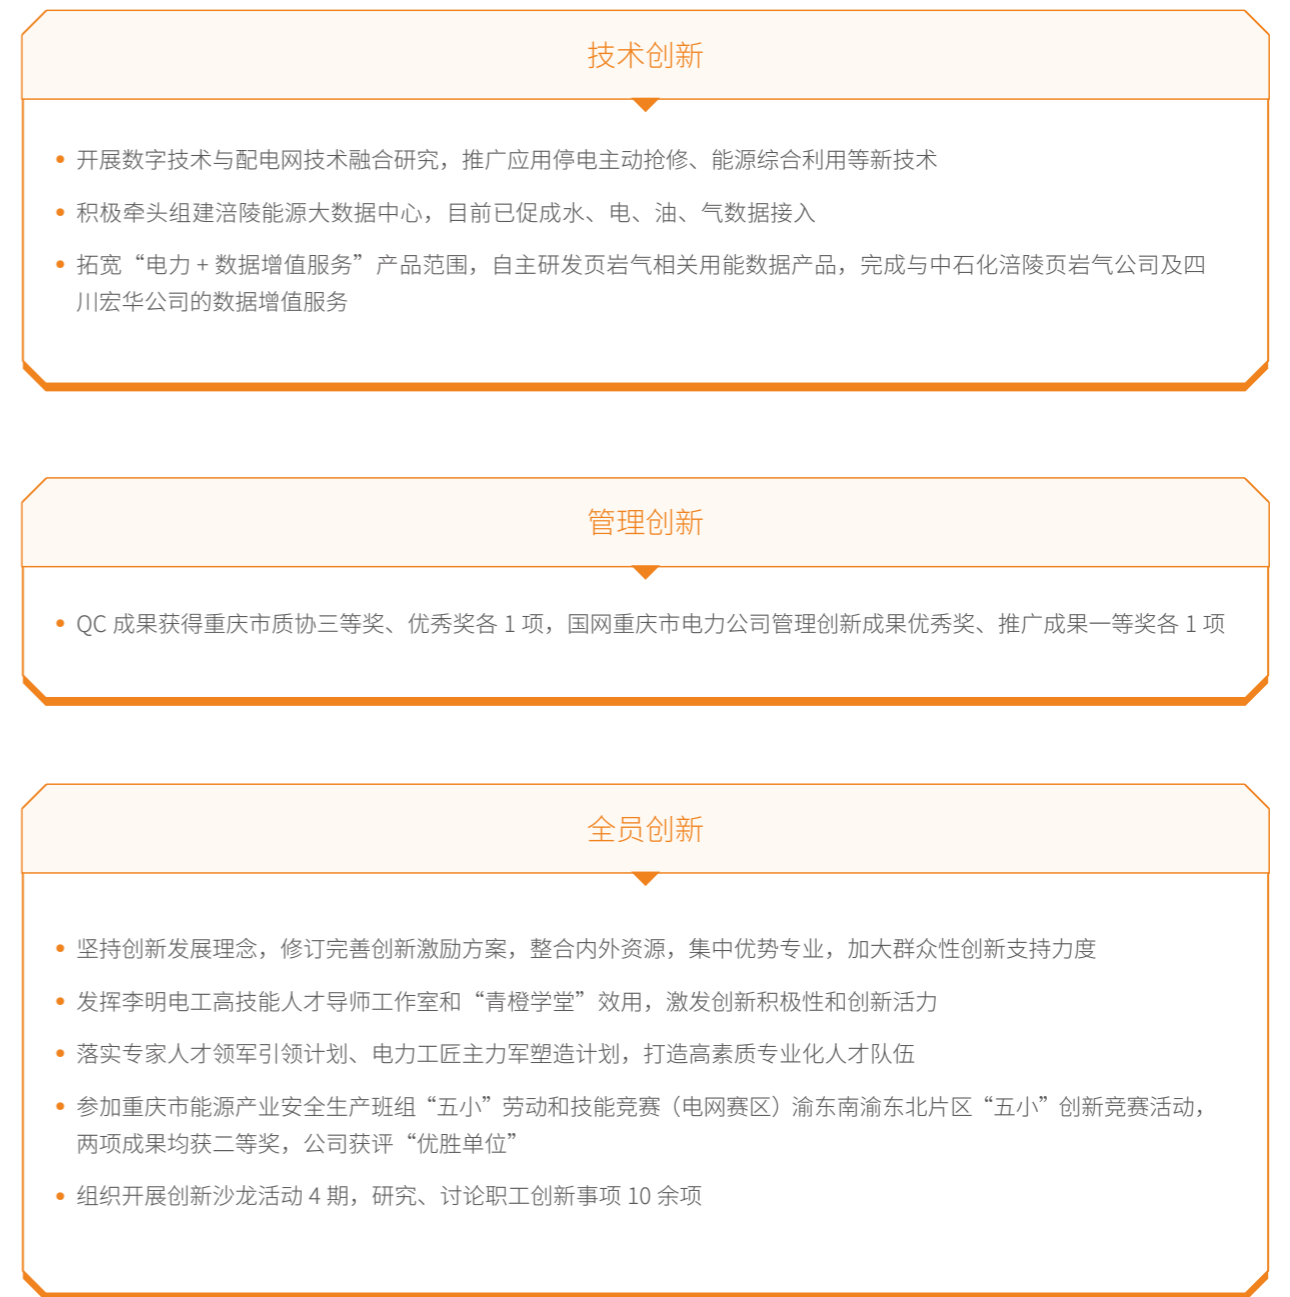 技术创新
• 开展数字技术与配电网技术融合研究，推广应用停电主动抢修、能源综合利用等新技术
• 积极牵头组建涪陵能源大数据中心，目前已促成水、电、油、气数据接入
• 拓宽“电力 + 数据增值服务”产品范围，自主研发页岩气相关用能数据产品，完成与中石化涪陵页岩气公司及四
川宏华公司的数据增值服务
管理创新
• QC 成果获得重庆市质协三等奖、优秀奖各 1 项，国网重庆市电力公司管理创新成果优秀奖、推广成果一等奖各 1 项
全员创新
• 坚持创新发展理念，修订完善创新激励方案，整合内外资源，集中优势专业，加大群众性创新支持力度
• 发挥李明电工高技能人才导师工作室和“青橙学堂”效用，激发创新积极性和创新活力
• 落实专家人才领军引领计划、电力工匠主力军塑造计划，打造高素质专业化人才队伍
• 参加重庆市能源产业安全生产班组“五小”劳动和技能竞赛（电网赛区）渝东南渝东北片区“五小”创新竞赛活动，
两项成果均获二等奖，公司获评“优胜单位”
• 组织开展创新沙龙活动 4 期，研究、讨论职工创新事项 10 余项